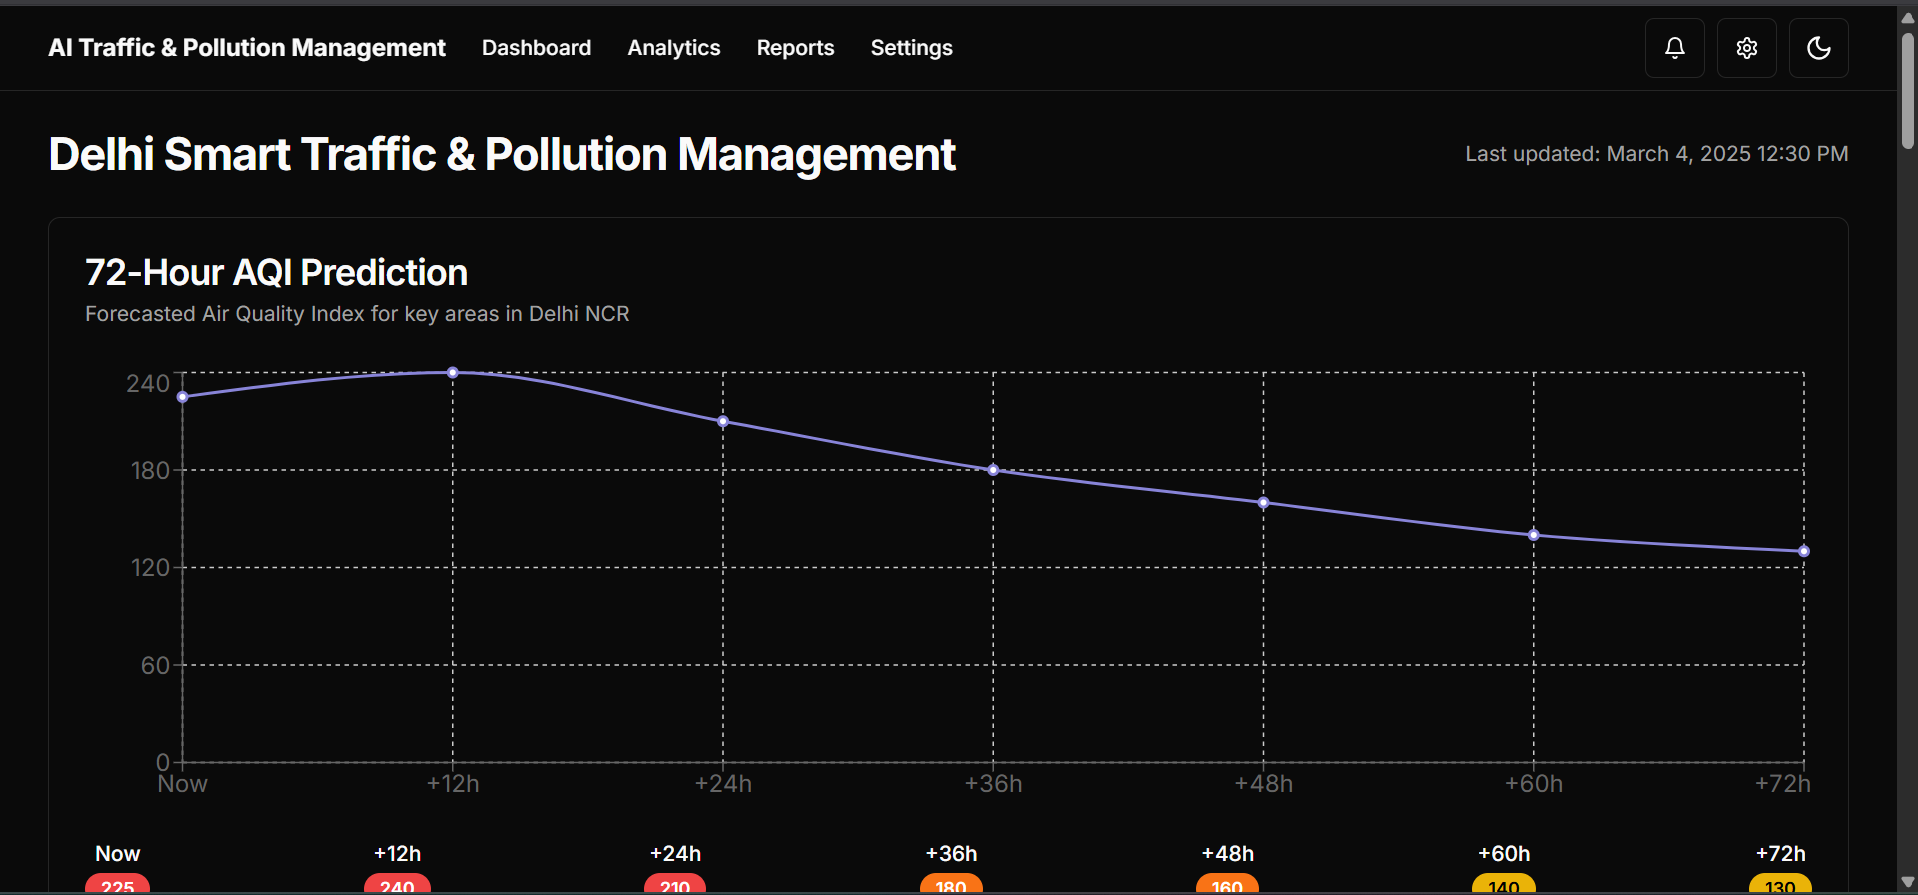 AI Traffic & Pollution Management Dashboard Analytics Reports Settings
Delhi Smart Traffic & Pollution Management
Last updated: March 4, 2025 12:30 PM
72-Hour AQI Prediction
Forecasted Air Quality Index for key areas in Delhi NCR
240
180
120
60
0
Now +12h +24h +36h +48h +60h +72h
Now +12h +24h +36h +48h +60h +72h
225 240 210 180 160 140 130